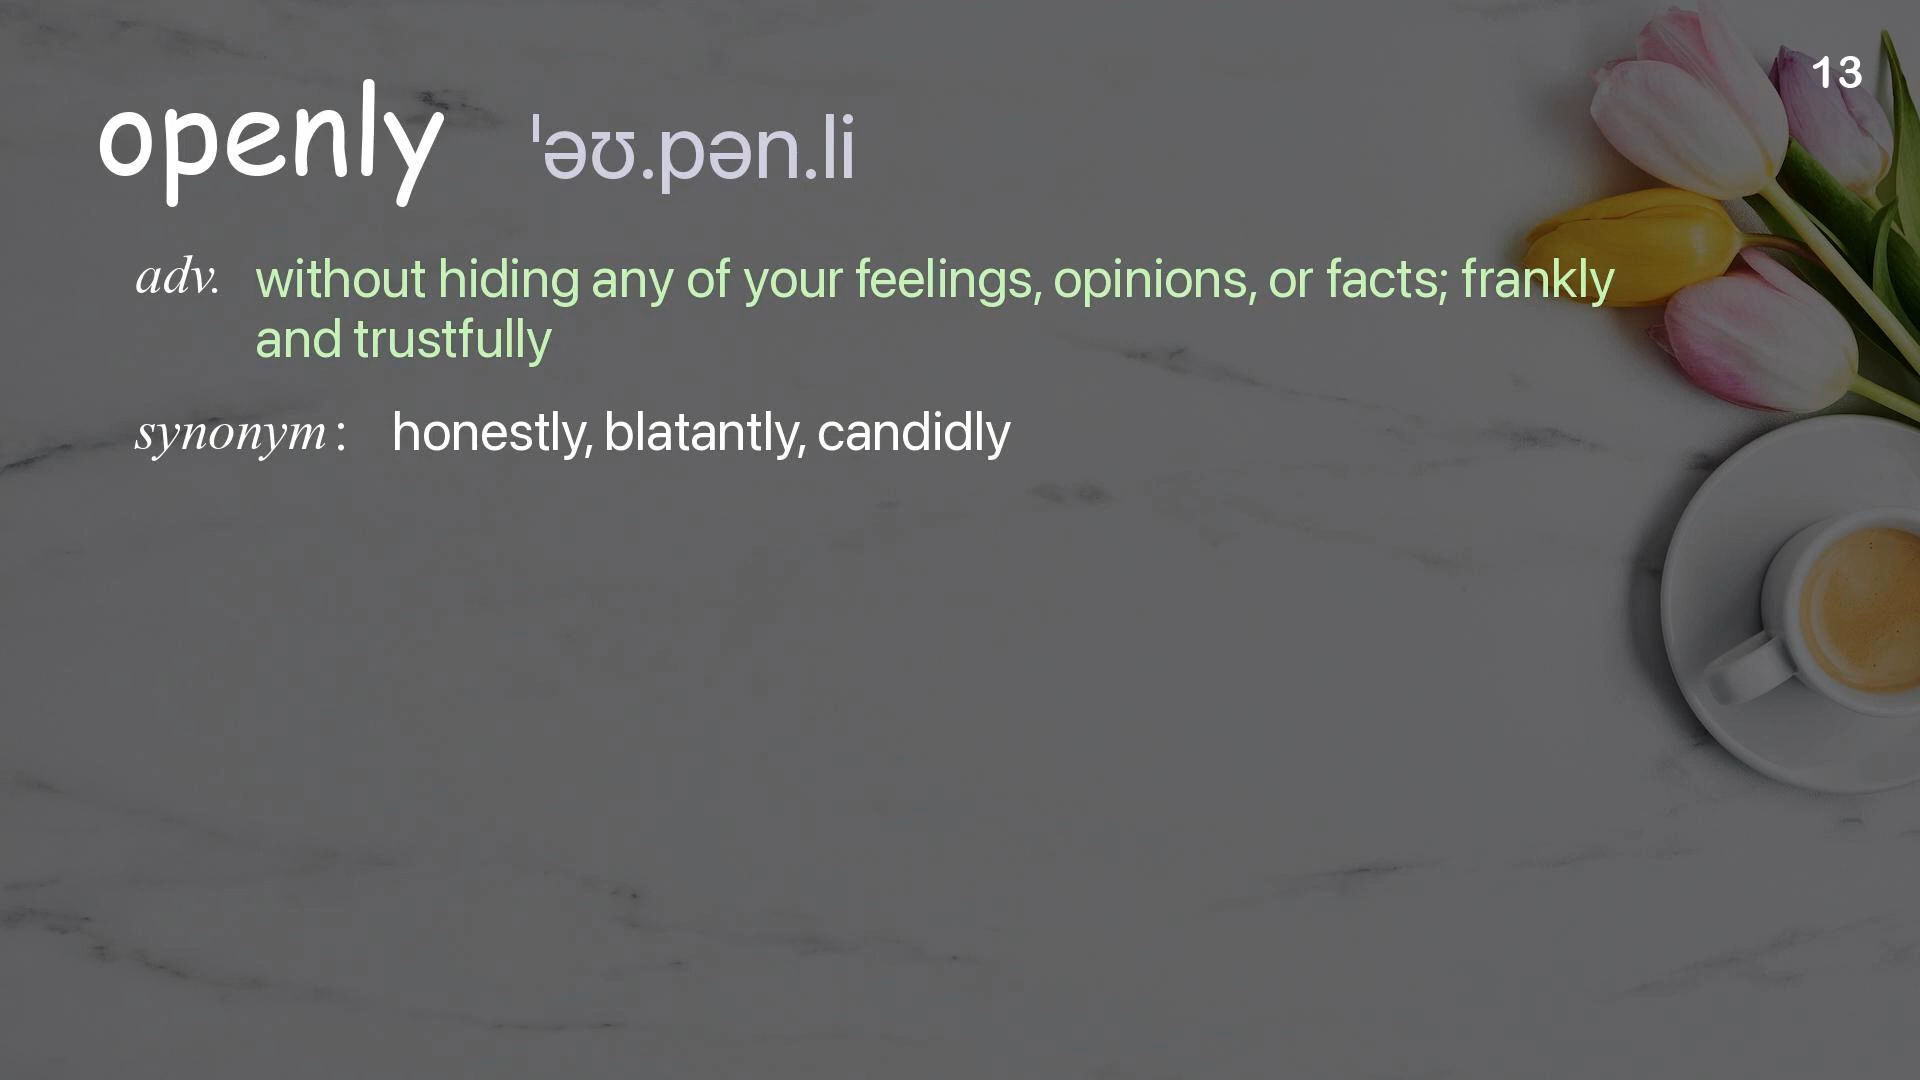 13
openly ˈəʊ.pən.li
adv. without hiding any of your feelings, opinions, or facts; frankly
and trustfully
synonym : honestly, blatantly, candidly